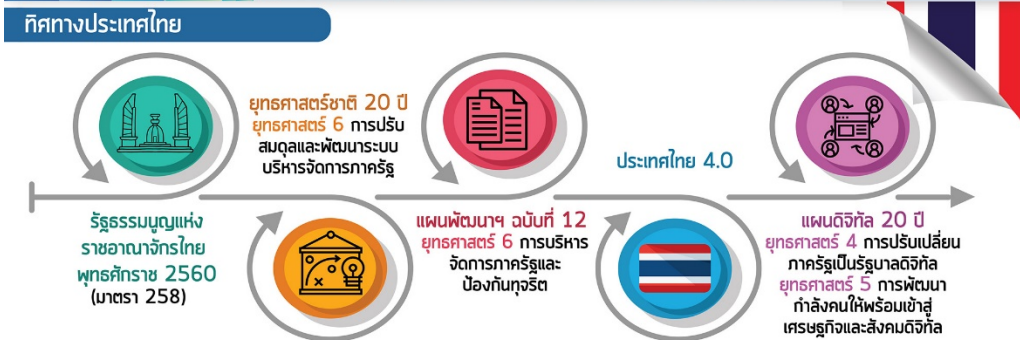 ทิศทางประเทศไทย
รัฐธรรมนูญแห่ง
ราชอาณาจักรไทย
พุทธศักราช 2560
(มาตรา 258)
ยุทธศาสตร์ชาติ 20 ปี
ยุทธศาสตร์ 6 การปรับ
สมดุลและพัฒนาระบบ
บริหารจัดการภาครัฐ
แผนพัฒนาฯ ฉบับที่ 12
ยุทธศาสตร์ 6 การบริหาร
จัดการภาครัฐและ
ป้องกันทุจริต
ประเทศไทย 4.0
แผนดิจิทัล 20 ปี
ยุทธศาสตร์ 4 การปรับเปลี่ยน
ภาครัฐเป็นรัฐบาลดิจิทัล
ยุทธศาสตร์ 5 การพัฒนา
กำลังคนให้พร้อมเข้าสู่
เศรษฐกิจและสังคมดิจิทัล